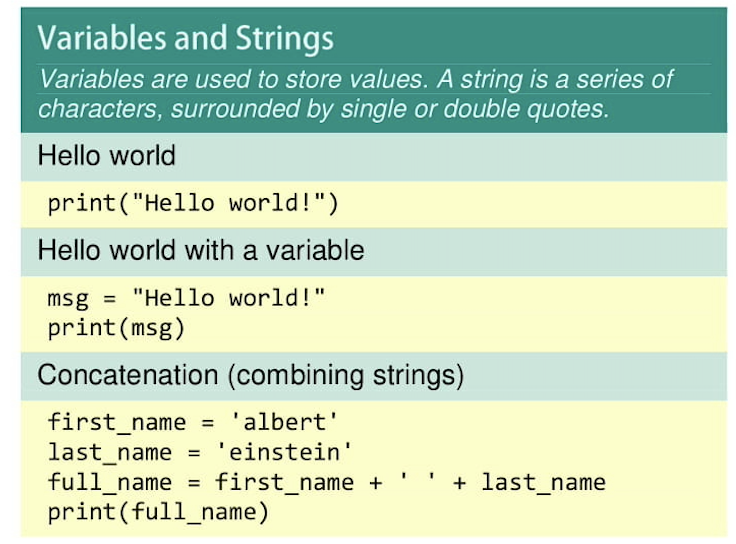 Variables and Strings
Variables are used to store values. A string is a series of
characters, surrounded by single or double quotes.
Hello world
print("Hello world!")
Hello world with a variable
msg = "Hello world!"
print(msg)
Concatenation (combining strings)
first_name = 'albert'
last_name = 'einstein'
full_name = first_name + ' ' + last_name
print(full_name)